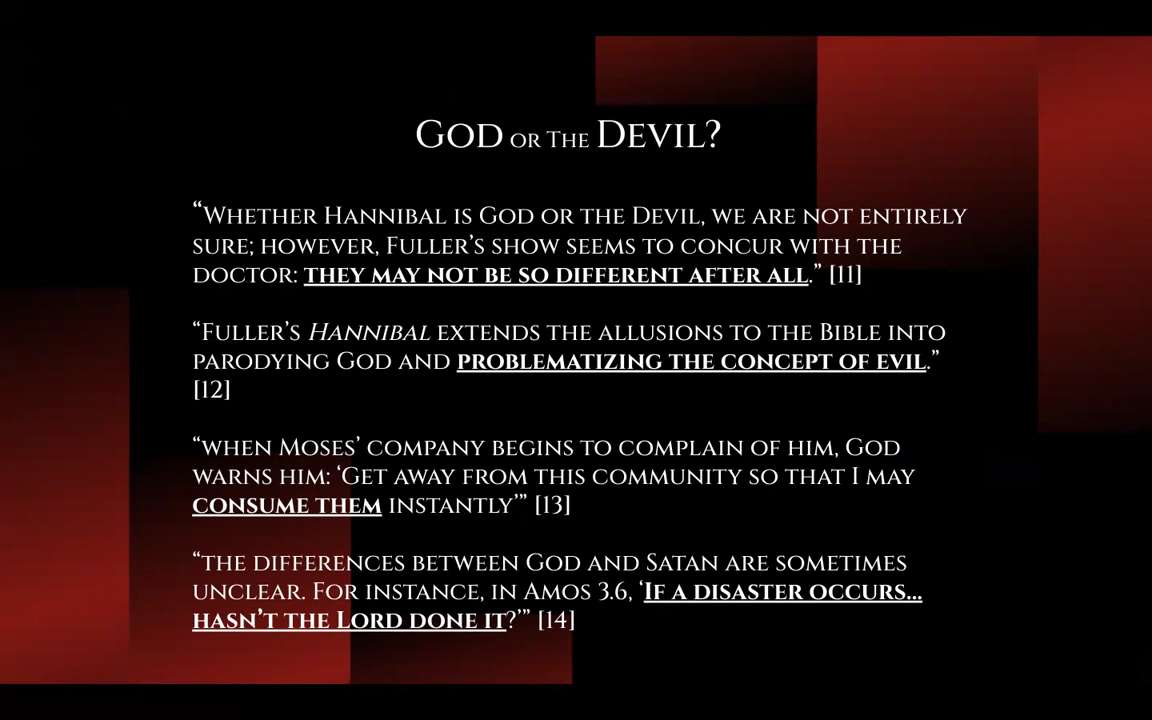 God or The Devil?
“Whether Hannibal is God or the Devil, we are not entirely
sure; however, Fuller’s show seems to concur with the
doctor: they may not be so different after all.” [11]
“Fuller’s Hannibal extends the allusions to the Bible into
parodying God and problematizing the concept of evil.”
[12]
“when Moses’ company begins to complain of him, God
warns him: ‘Get away from this community so that I may
consume them instantly’” [13]
“the differences between God and Satan are sometimes
unclear. For instance, in Amos 3.6, ‘If a disaster occurs...
hasn’t the Lord done it?’” [14]